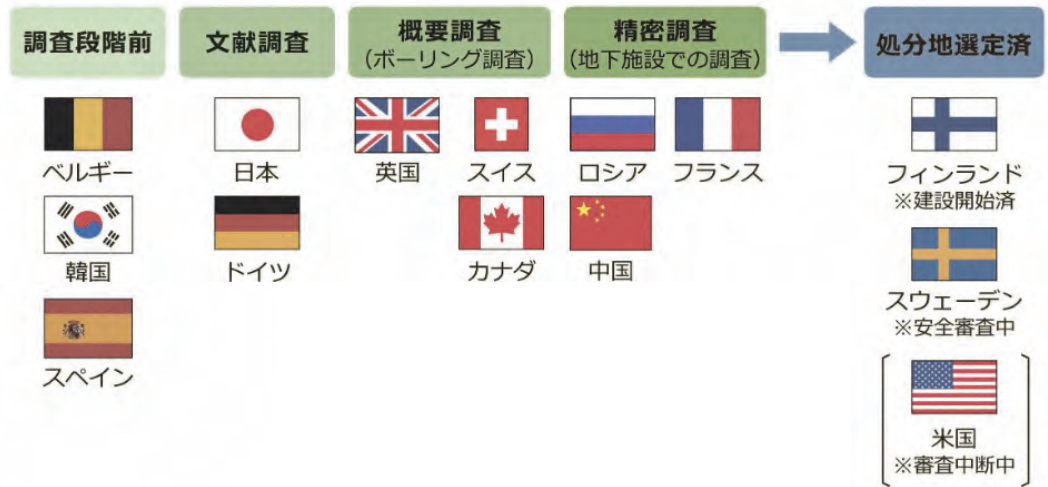 調査段階前
文献調査
概要調査
（ボーリング調査）
精密調査
（地下施設での調査）
処分地選定済
ベルギー
韓国
スペイン
日本
ドイツ
英国
スイス
カナダ
ロシア
フランス
中国
フィンランド
※建設開始済
スウェーデン
※安全審査中
米国
※審査中断中